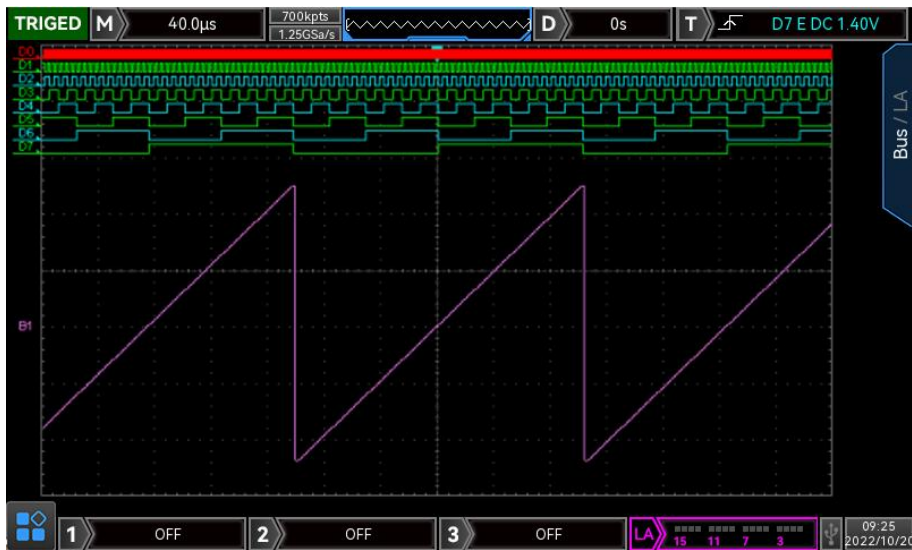 TRIGED M 40.0μs 700kpts 1.25GSa/s D 0s T D7 E DC 1.40V
D0
D1
D2
D3
D4
D5
D6
D7
Bus / LA
B1
1 OFF 2 OFF 3 OFF LA 15 11 7 3 09:25
2022/10/20